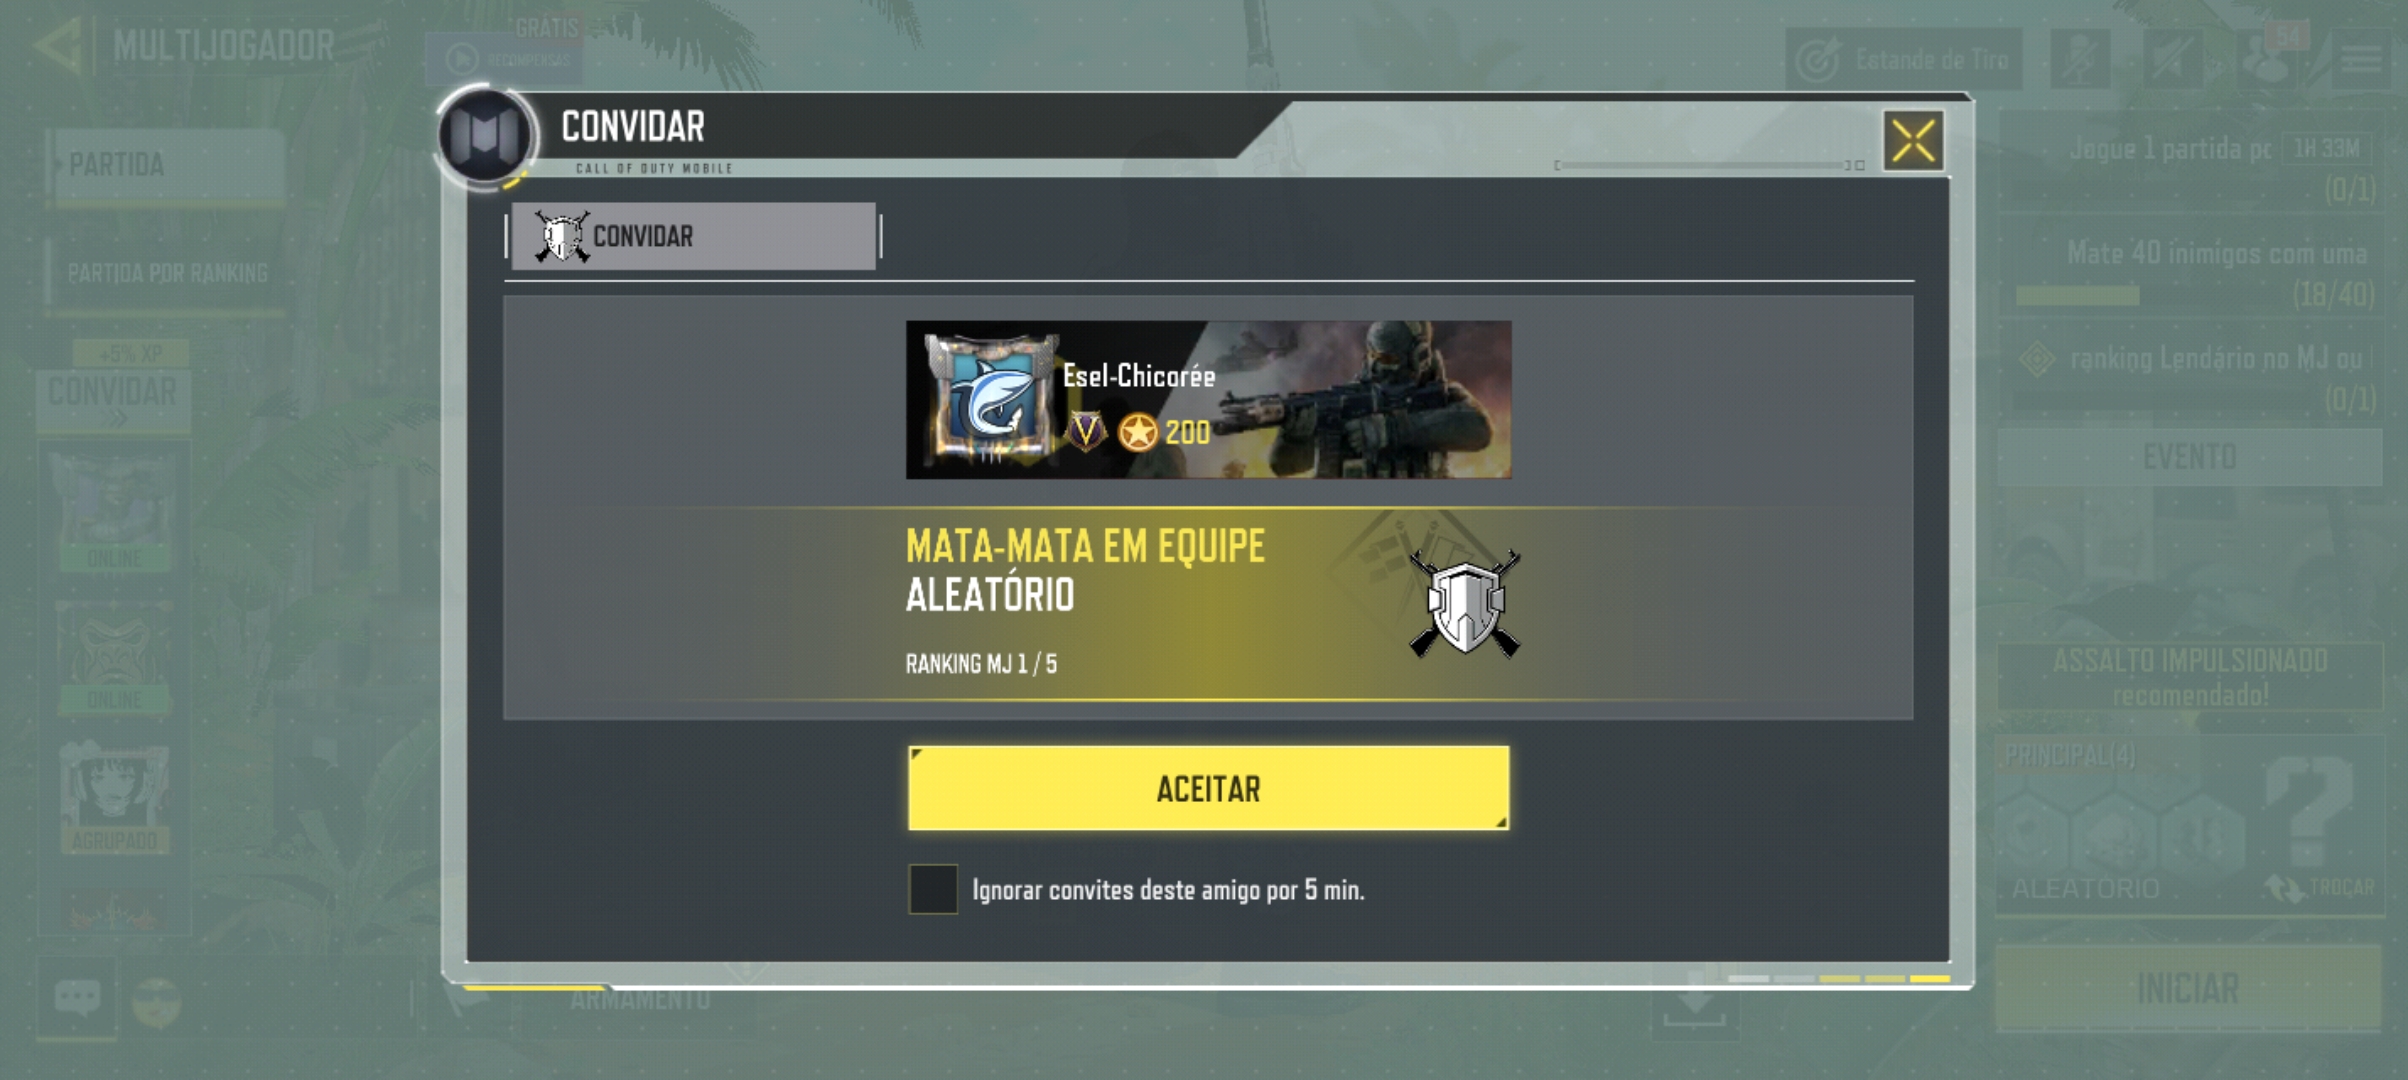 MULTIJOGADOR
GRÁTIS
RECOMPENSAS
Estande de Tiro
54
CONVIDAR
CALL OF DUTY MOBILE
PARTIDA
PARTIDA POR RANKING
+5% XP
CONVIDAR
ONLINE
ONLINE
AGRUPADO
CONVIDAR
Esel-Chicorée
V
200
MATA-MATA EM EQUIPE
ALEATÓRIO
RANKING MJ 1 / 5
ACEITAR
Ignorar convites deste amigo por 5 min.
ARMAMENTO
Jogue 1 partida po 1H 33M
(0/1)
Mate 40 inimigos com uma
(18/40)
ranking Lendário no MJ ou
(0/1)
EVENTO
ASSALTO IMPULSIONADO
recomendado!
PRINCIPAL(4)
ALEATÓRIO
TROCAR
INICIAR